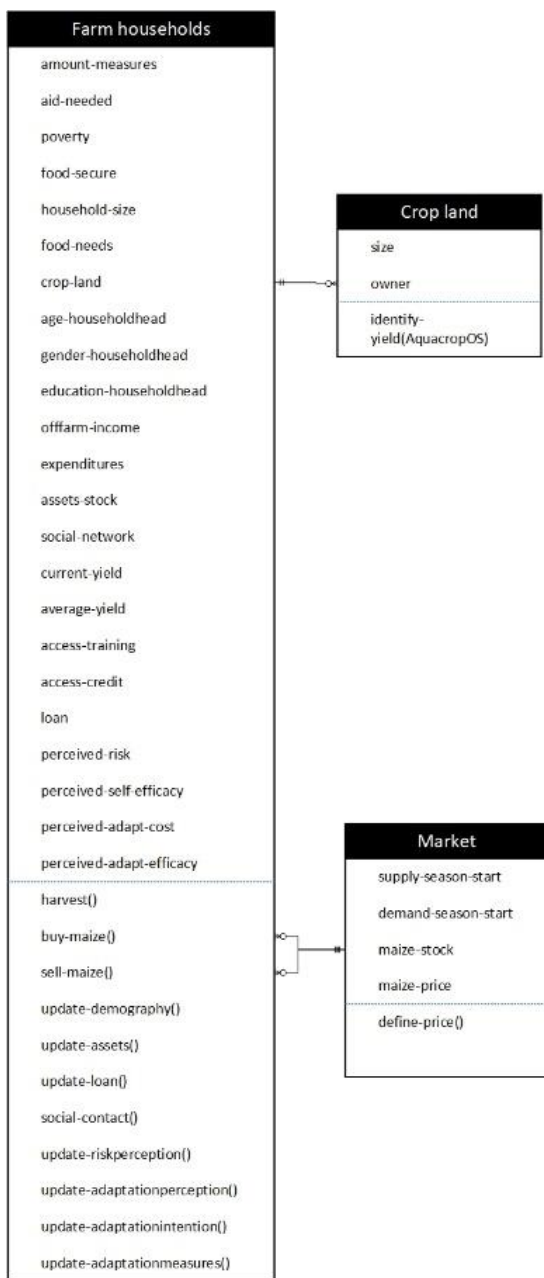 Farm households
amount-measures
aid-needed
poverty
food-secure
household-size
food-needs
crop-land
age-householdhead
gender-householdhead
education-householdhead
offfarm-income
expenditures
assets-stock
social-network
current-yield
average-yield
access-training
access-credit
loan
perceived-risk
perceived-self-efficacy
perceived-adapt-cost
perceived-adapt-efficacy
harvest()
buy-maize()
sell-maize()
update-demography()
update-assets()
update-loan()
social-contact()
update-riskperception()
update-adaptationperception()
update-adaptationintention()
update-adaptationmeasures()
Crop land
size
owner
identify-
yield(AquacropOS)
Market
supply-season-start
demand-season-start
maize-stock
maize-price
define-price()